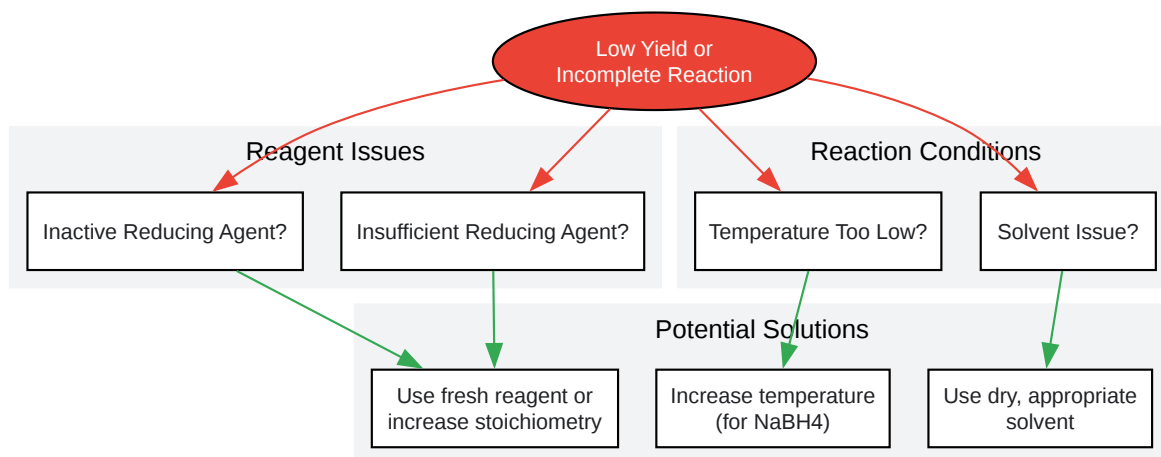 Low Yield or
Incomplete Reaction
Reagent Issues
Reaction Conditions
Inactive Reducing Agent?
Insufficient Reducing Agent?
Temperature Too Low?
Solvent Issue?
Potential Solutions
Use fresh reagent or
increase stoichiometry
Increase temperature
(for NaBH4)
Use dry, appropriate
solvent